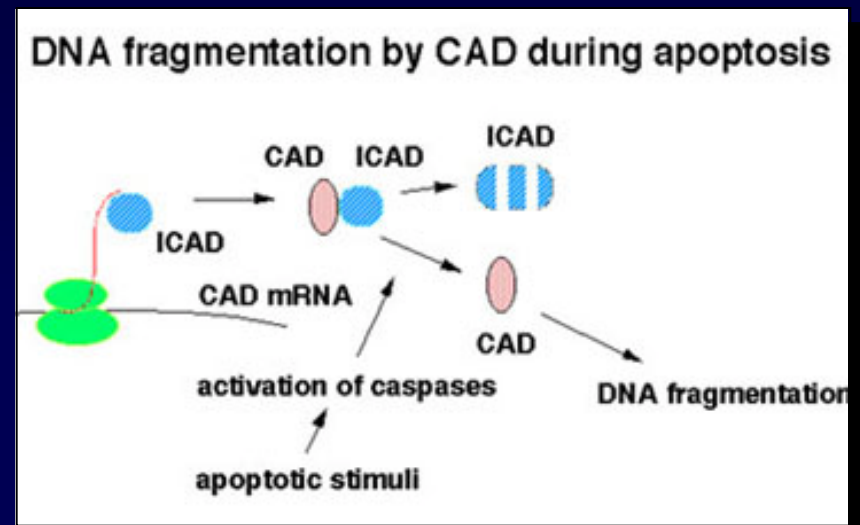 DNA fragmentation by CAD during apoptosis
ICAD
CAD ICAD
ICAD
CAD mRNA
CAD
activation of caspases
DNA fragmentation
apoptotic stimuli